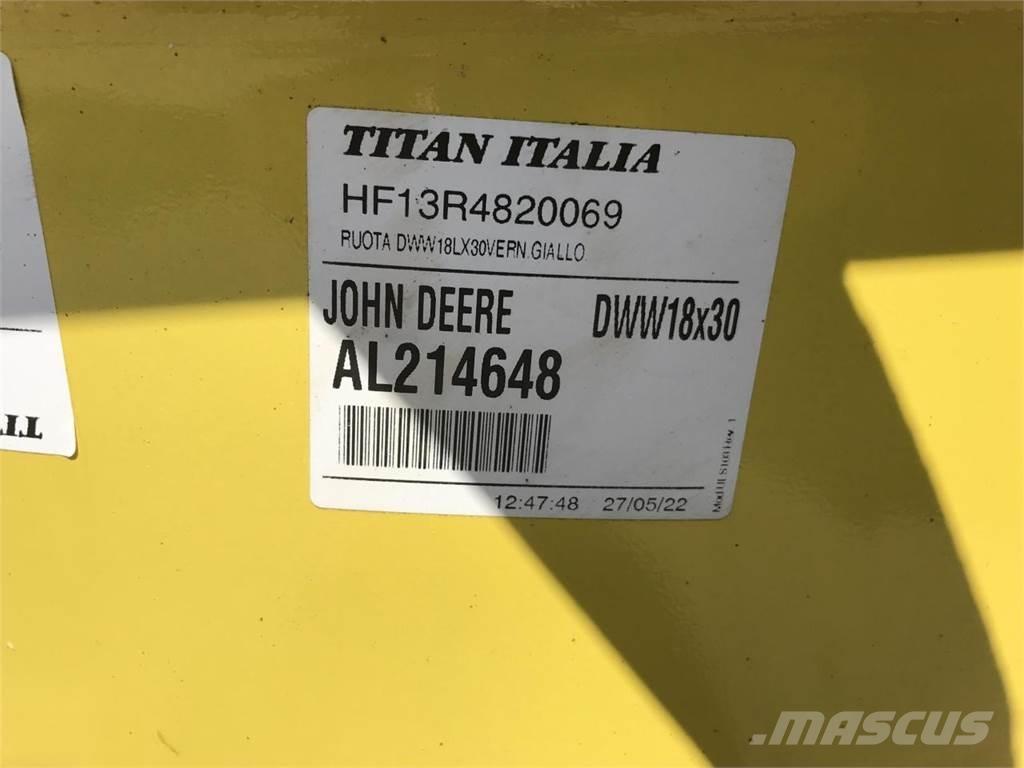 TITAN ITALIA
HF13R4820069
RUOTA DWW18LX30VERN.GIALLO
JOHN DEERE DWW18x30
AL214648
12:47:48 27/05/22
MASCUS